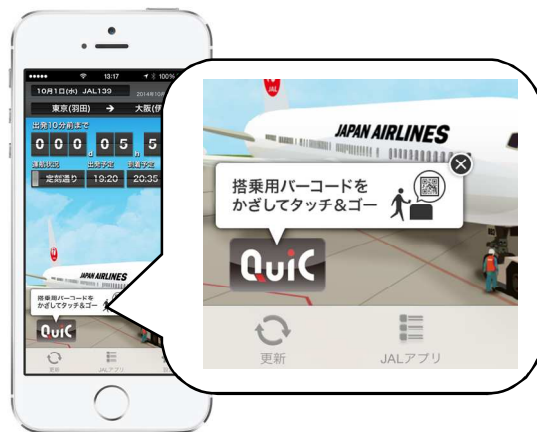 13:17
100%
10月1日(水) JAL139
東京(羽田) → 大阪(伊
出発10分前まで
0 0 0 d 0 5 h 5
運航状況 出発予定 到着予定
定刻通り 19:20 20:35
JAPAN AIRLINES
搭乗用バーコードを
かざしてタッチ&ゴー
QuiC
更新 JALアプリ
JAL
JAPAN AIRLINES
搭乗用バーコードを
かざしてタッチ&ゴー
QuiC
更新 JALアプリ